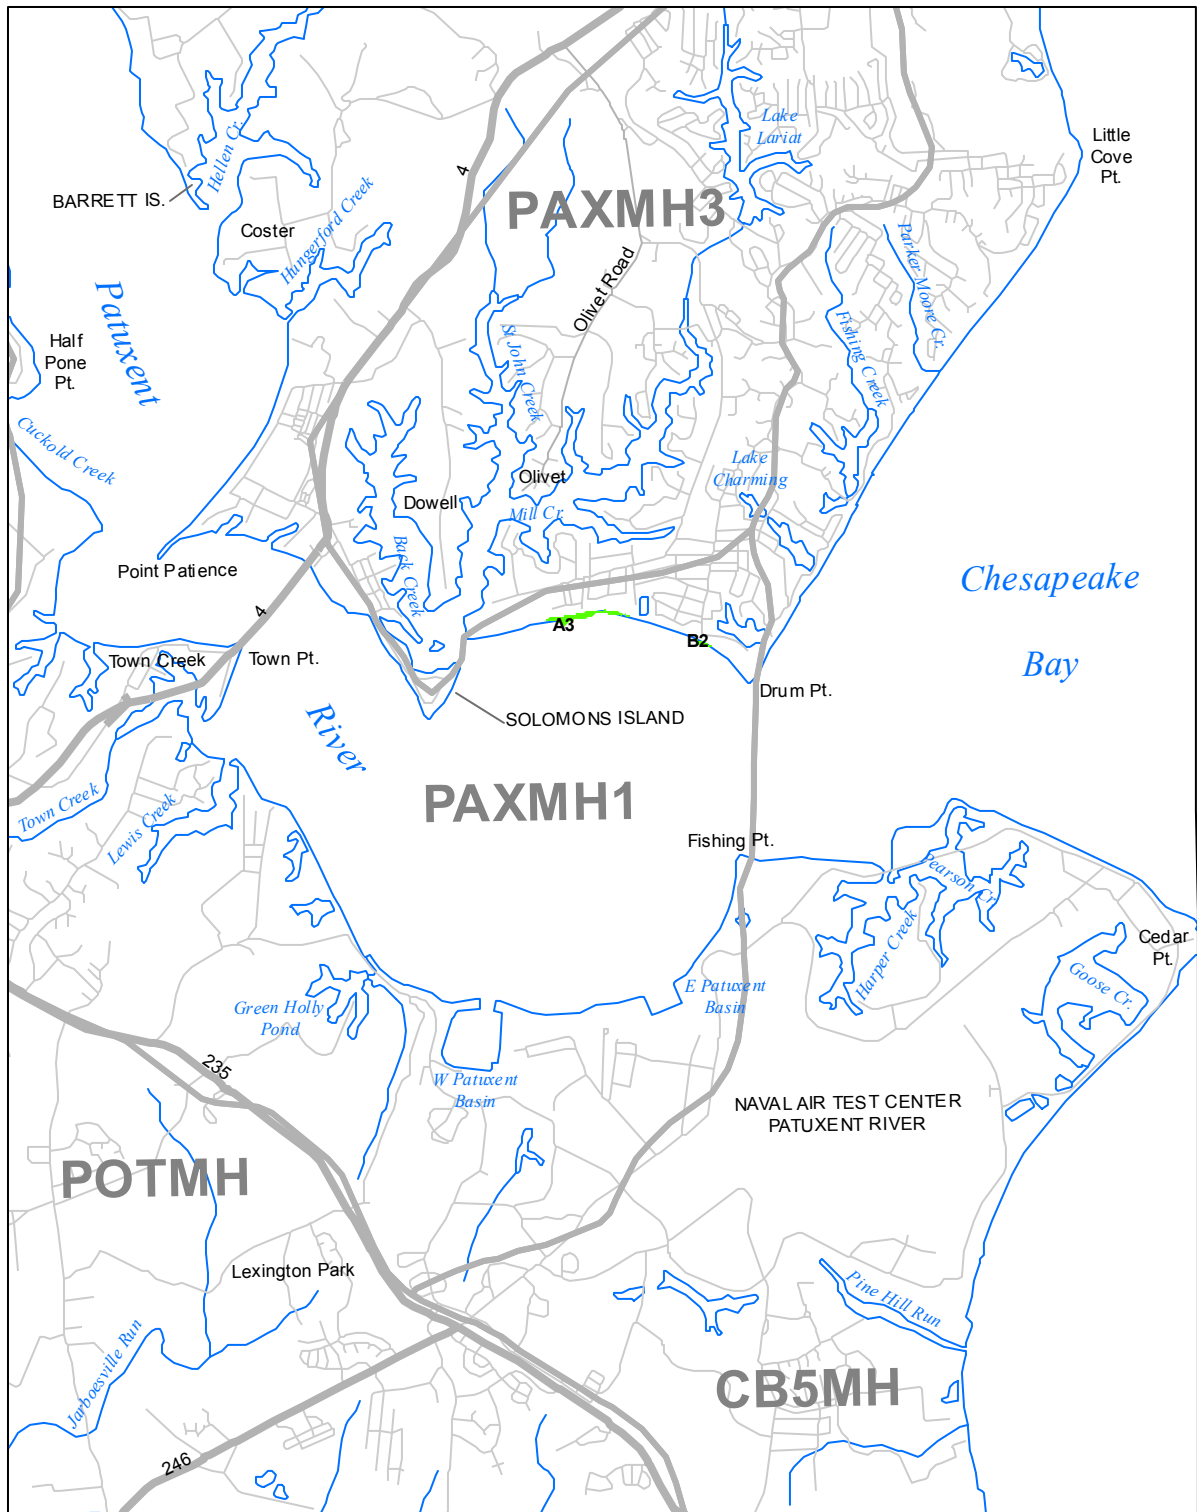 Lake
Lariat
Little
Cove
Pt.
Hellen Cr.
4
BARRETT IS.
PAXMH3
Coster
Hungerford Creek
Parker Moore Cr.
Olivet Road
Patuxent
Half
Pone
Pt.
St John Creek
Fishing Creek
Cuckold Creek
Lake
Charming
Olivet
Dowell
Mill Cr.
Back Creek
Point Patience
Chesapeake
Bay
4
A3
B2
Town Creek
Town Pt.
Drum Pt.
SOLOMONS ISLAND
River
PAXMH1
Town Creek
Lewis Creek
Fishing Pt.
Pearson Cr.
Harper Creek
Cedar
Pt.
Goose Cr.
E Patuxent
Basin
Green Holly
Pond
235
W Patuxent
Basin
NAVAL AIR TEST CENTER
PATUXENT RIVER
POTMH
Lexington Park
Pine Hill Run
Jarboesville Run
CB5MH
246